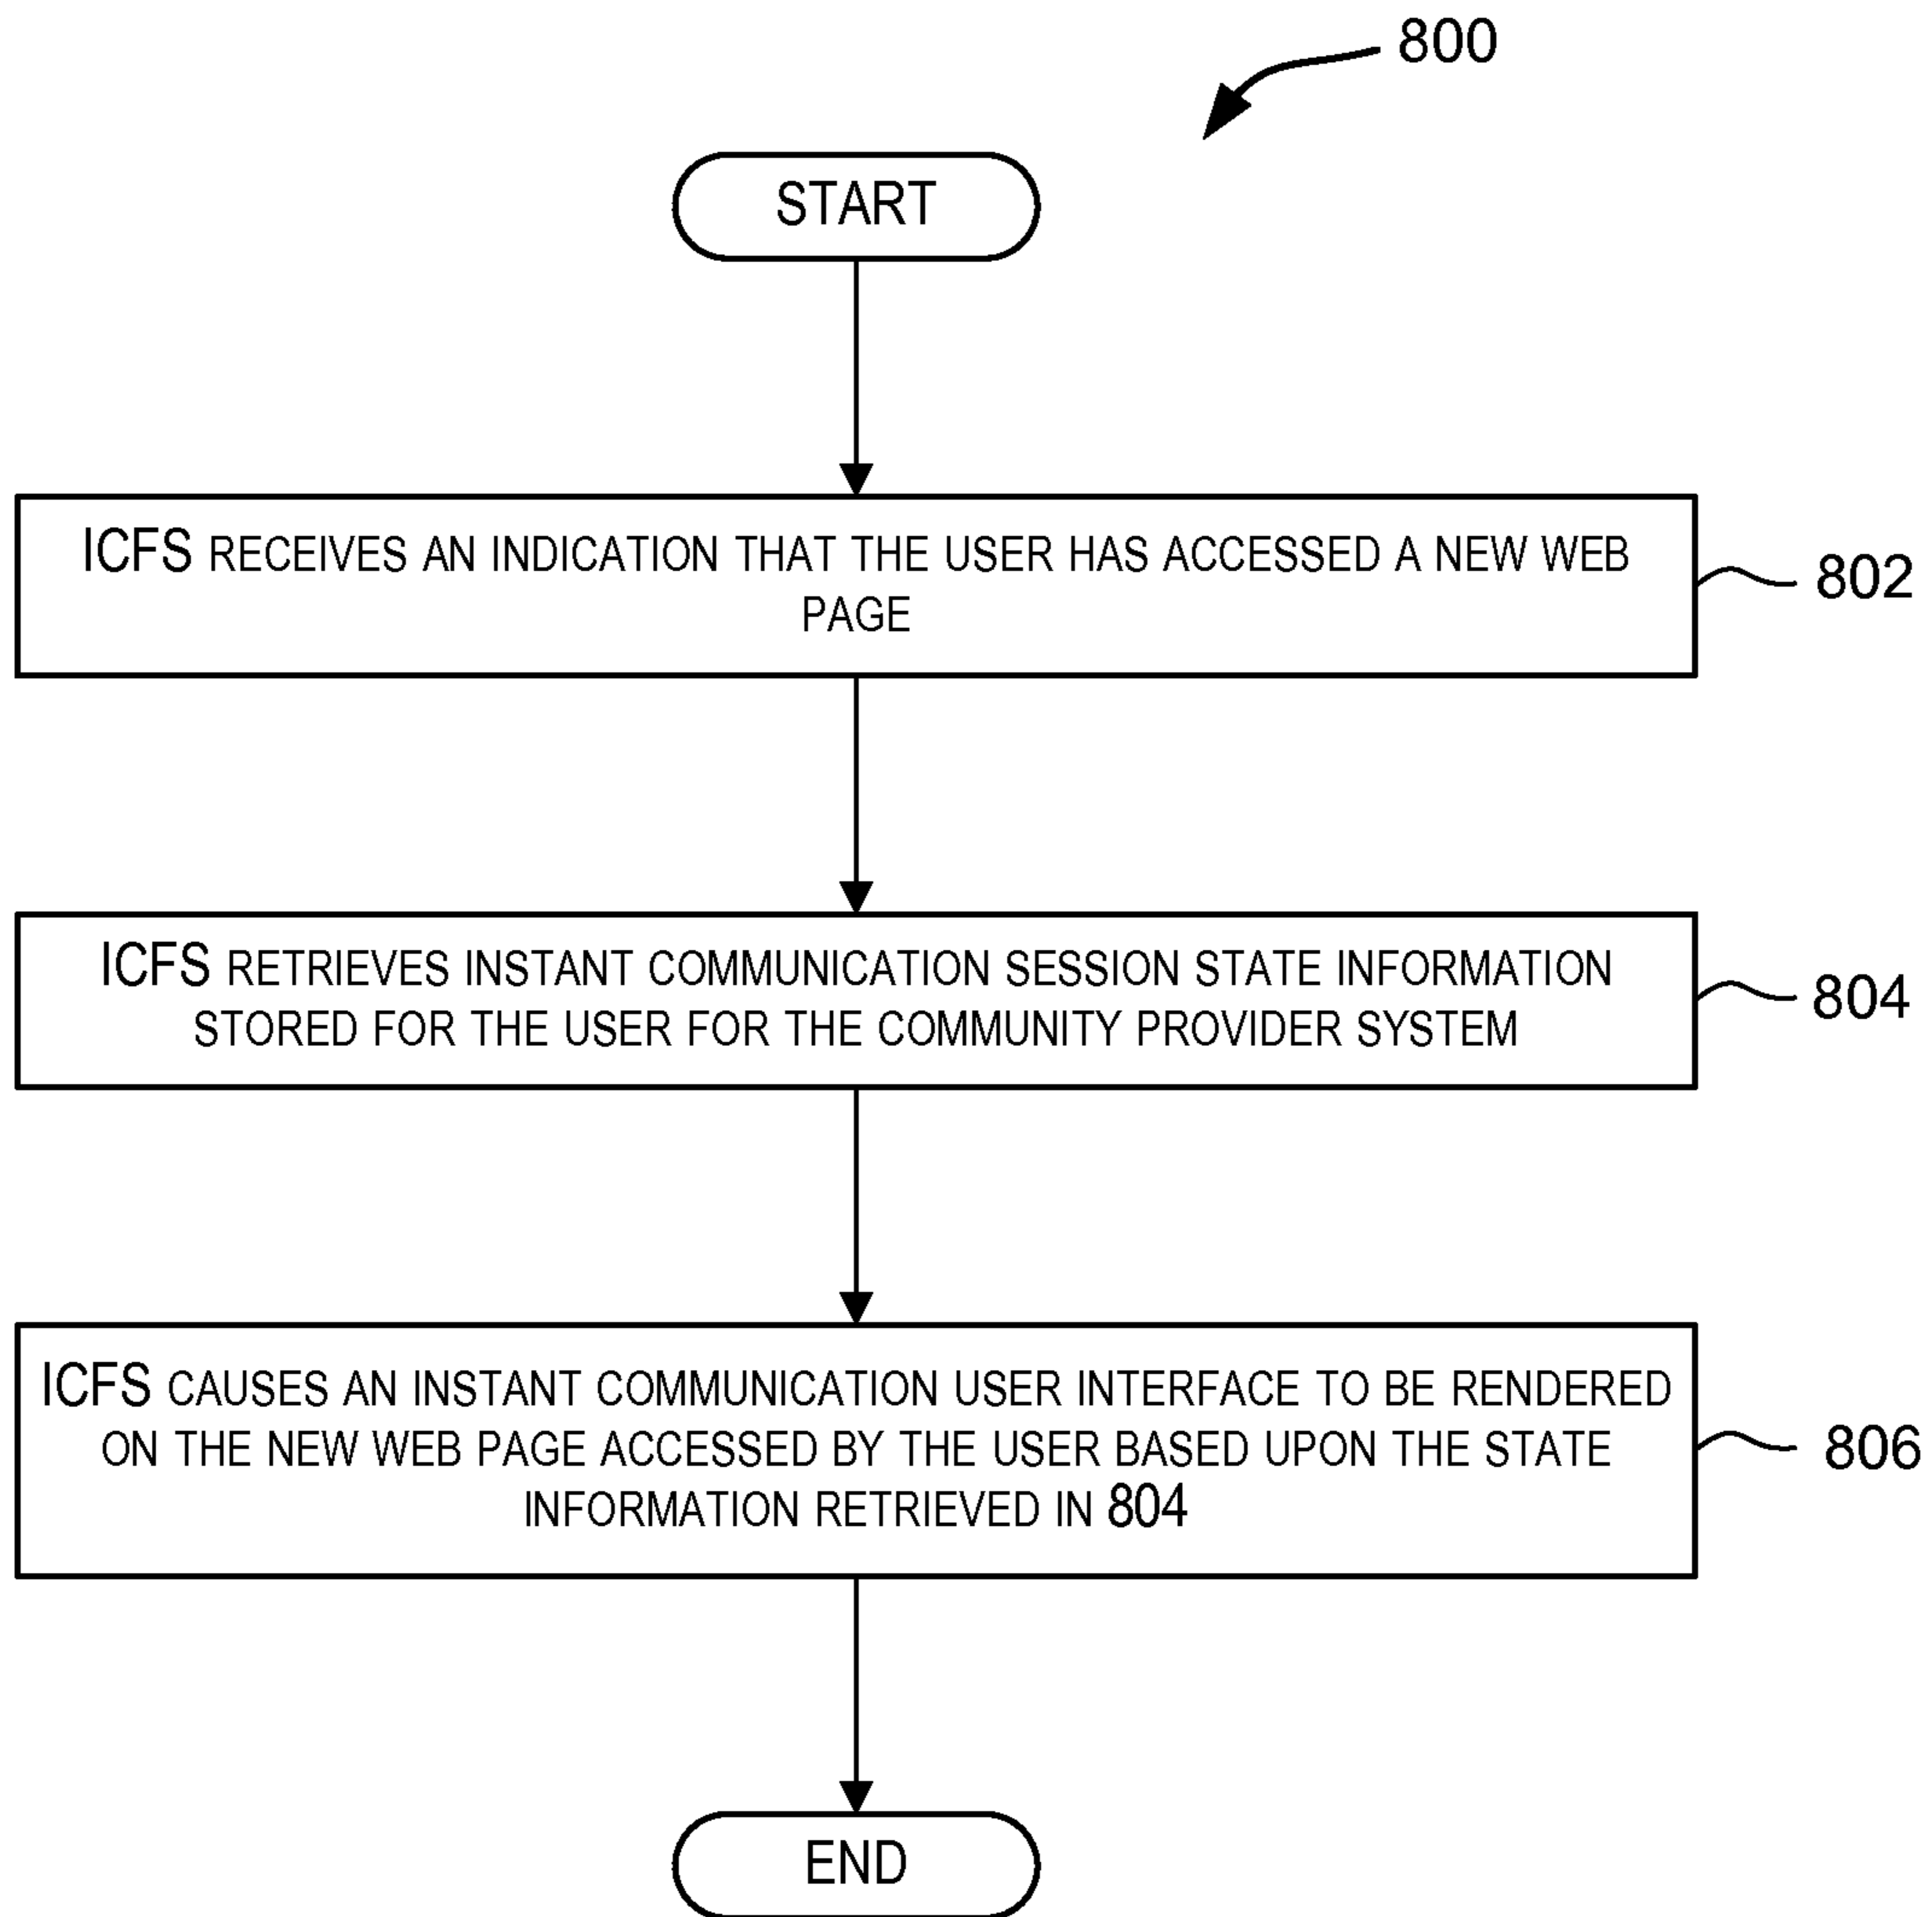 800
START
ICFS RECEIVES AN INDICATION THAT THE USER HAS ACCESSED A NEW WEB
PAGE
802
ICFS RETRIEVES INSTANT COMMUNICATION SESSION STATE INFORMATION
STORED FOR THE USER FOR THE COMMUNITY PROVIDER SYSTEM
804
ICFS CAUSES AN INSTANT COMMUNICATION USER INTERFACE TO BE RENDERED
ON THE NEW WEB PAGE ACCESSED BY THE USER BASED UPON THE STATE
INFORMATION RETRIEVED IN 804
806
END